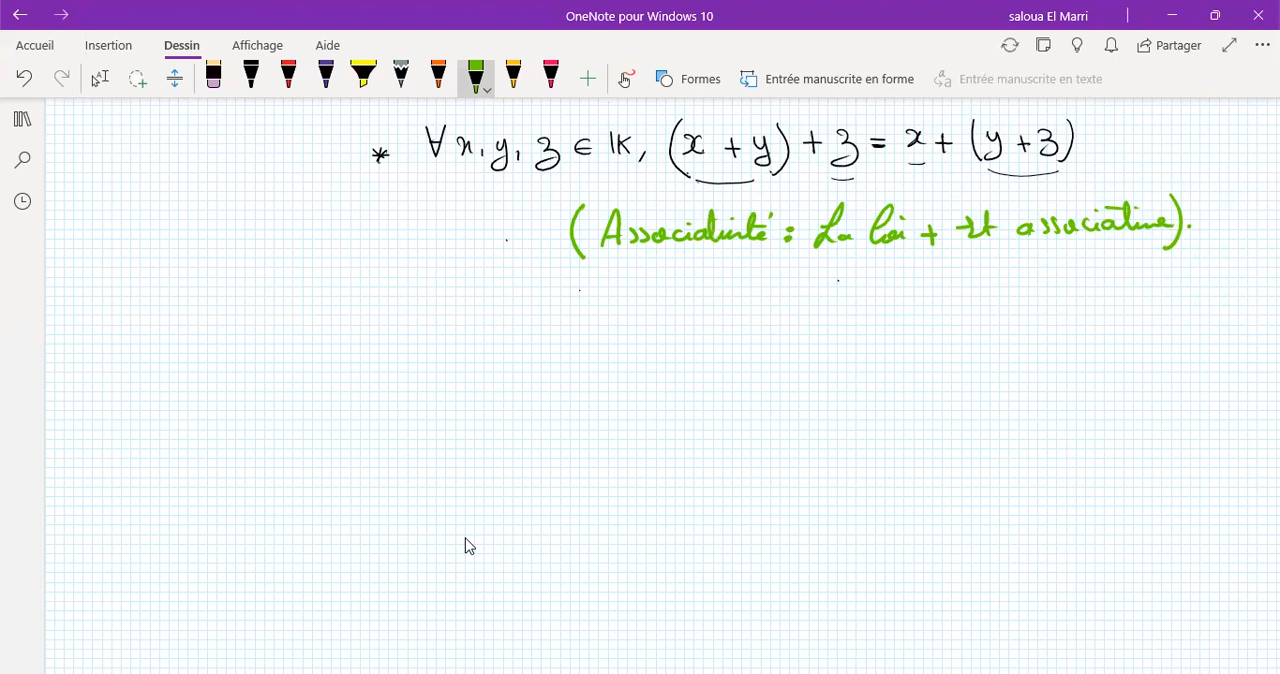 OneNote pour Windows 10
saloua El Marri
Accueil Insertion Dessin Affichage Aide
Partager
Formes Entrée manuscrite en forme Entrée manuscrite en texte
* ∀ x, y, z ∈ K, (x + y) + z = x + (y + z)
(Associativité : La loi + est associative).